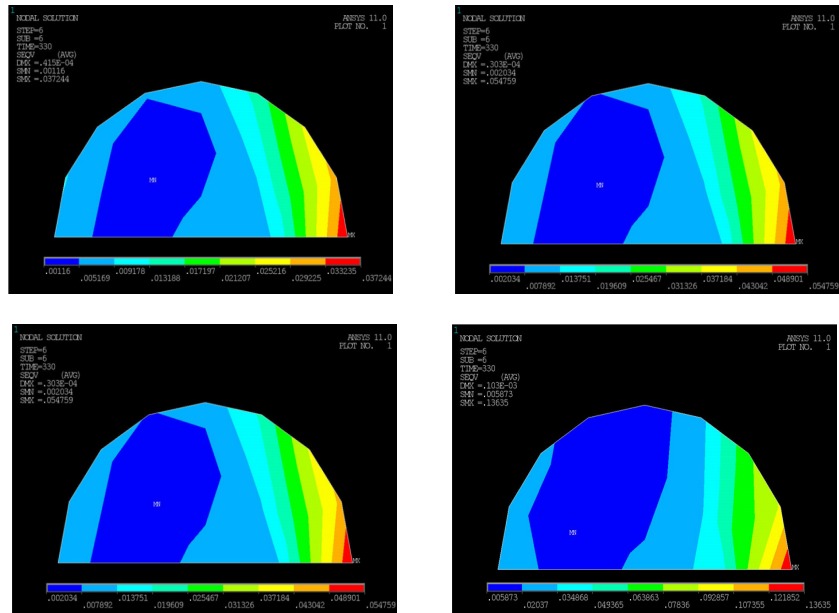 1
NODAL SOLUTION
ANSYS 11.0
PLOT NO. 1
STEP=6
SUB =6
TIME=330
SEQV (AVG)
DMX =.415E-04
SMN =.00116
SMX =.037244
MN
MX
.00116 .009178 .017197 .025216 .033235
.005169 .013188 .021207 .029225 .037244
1
NODAL SOLUTION
ANSYS 11.0
PLOT NO. 1
STEP=6
SUB =6
TIME=330
SEQV (AVG)
DMX =.303E-04
SMN =.002034
SMX =.054759
MN
MX
.002034 .013751 .025467 .037184 .048901
.007892 .019609 .031326 .043042 .054759
1
NODAL SOLUTION
ANSYS 11.0
PLOT NO. 1
STEP=6
SUB =6
TIME=330
SEQV (AVG)
DMX =.303E-04
SMN =.002034
SMX =.054759
MN
MX
.002034 .013751 .025467 .037184 .048901
.007892 .019609 .031326 .043042 .054759
1
NODAL SOLUTION
ANSYS 11.0
PLOT NO. 1
STEP=6
SUB =6
TIME=330
SEQV (AVG)
DMX =.103E-03
SMN =.005873
SMX =.13635
MN
MX
.005873 .034868 .063863 .092857 .121852
.02037 .049365 .07836 .107355 .13635